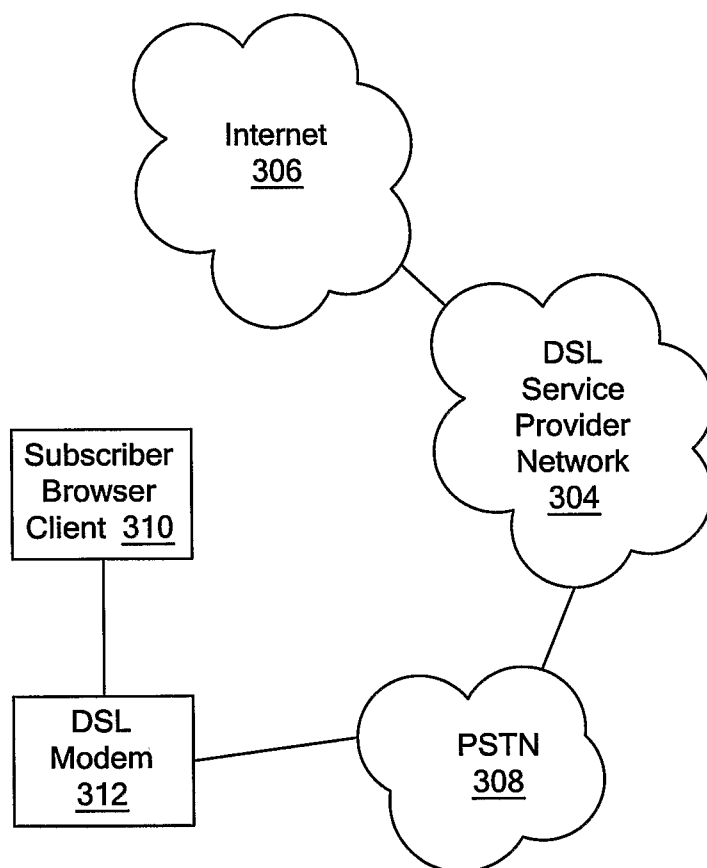 Internet
306
DSL
Service
Provider
Network
304
Subscriber
Browser
Client 310
DSL
Modem
312
PSTN
308